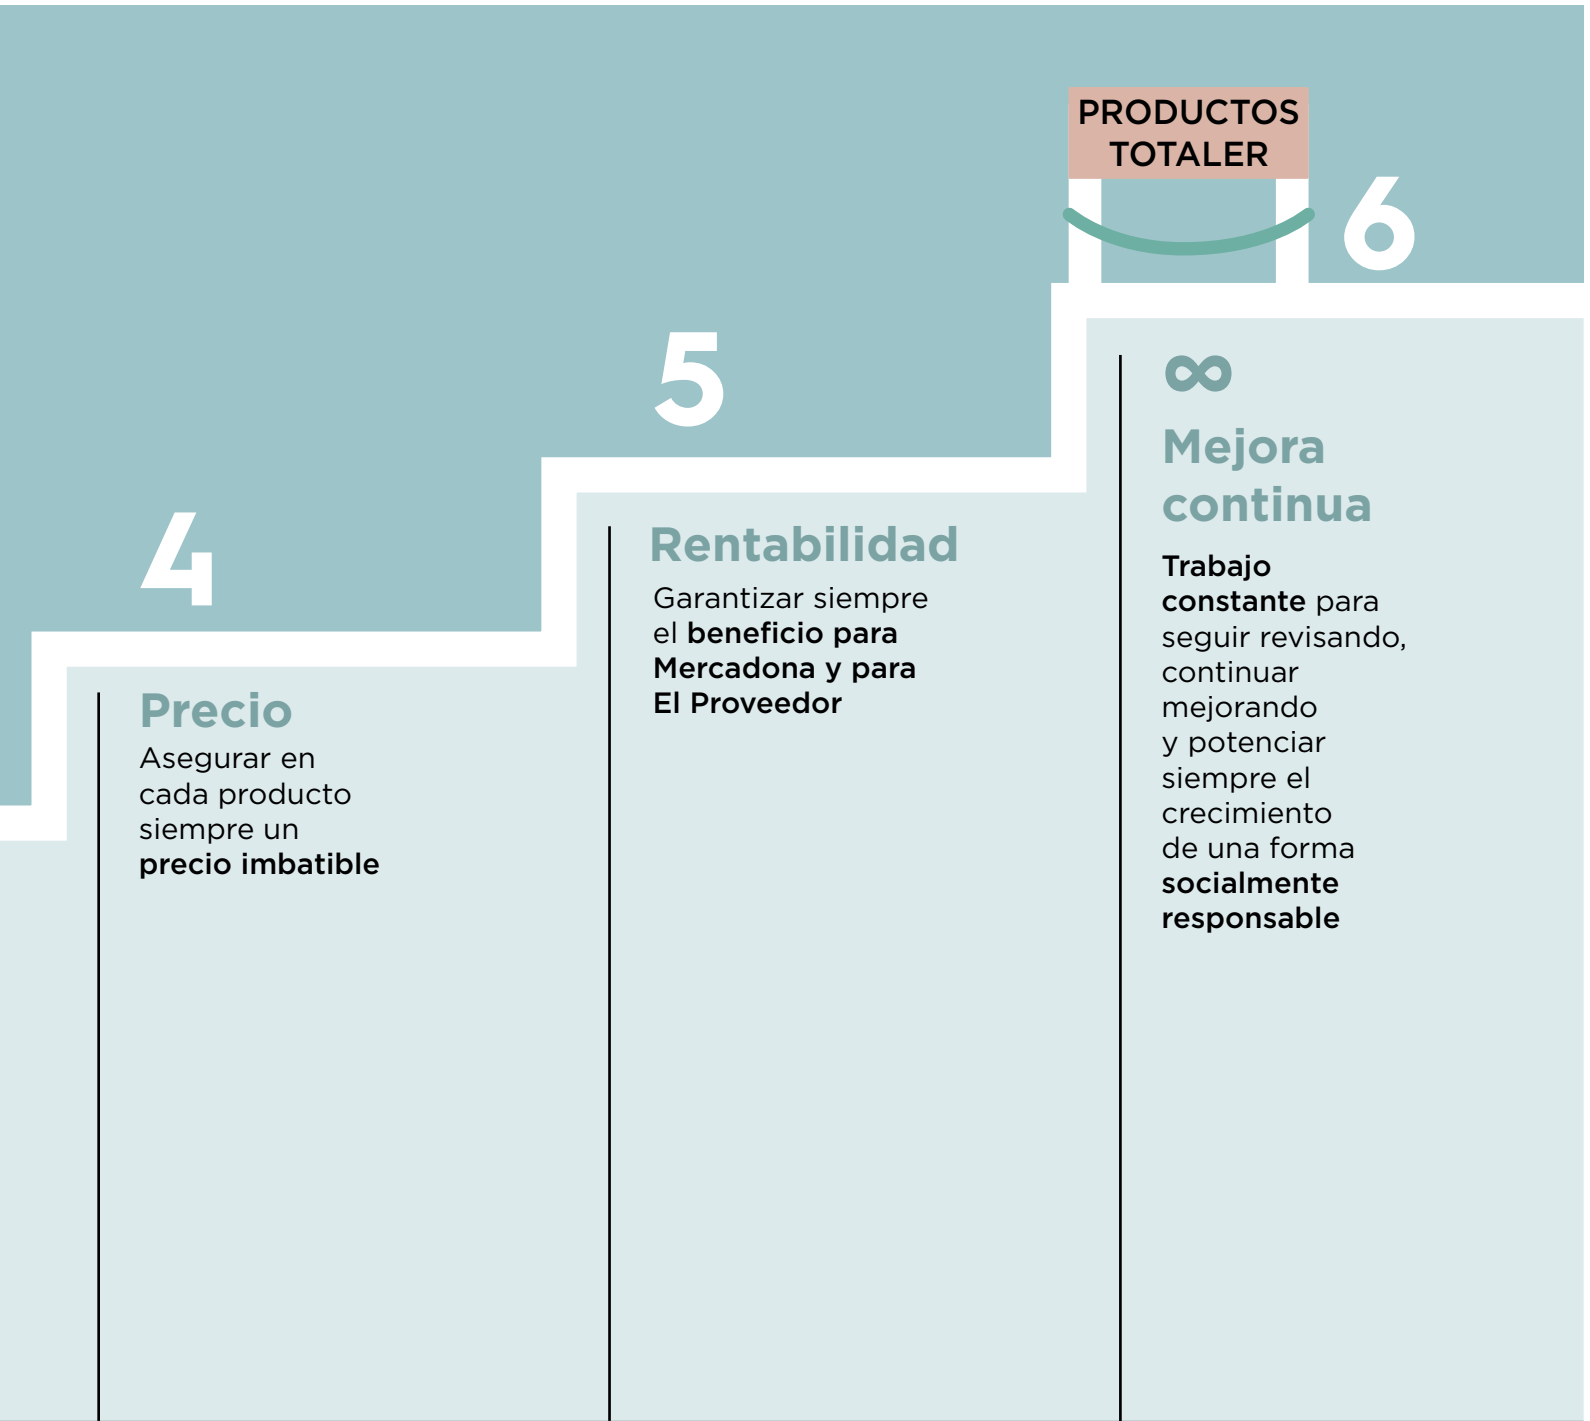 4
Precio
Asegurar en
cada producto
siempre un
precio imbatible
5
Rentabilidad
Garantizar siempre
el beneficio para
Mercadona y para
El Proveedor
PRODUCTOS
TOTALER
6
∞
Mejora
continua
Trabajo
constante para
seguir revisando,
continuar
mejorando
y potenciar
siempre el
crecimiento
de una forma
socialmente
responsable